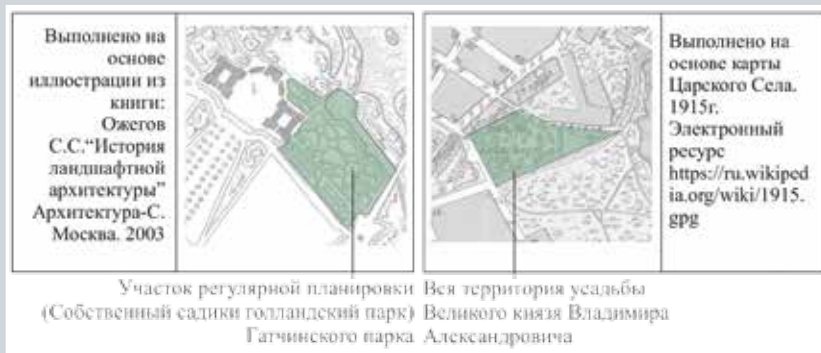 Выполнено на
основе
иллюстрации из
книги:
Ожегов
С.С.“История
ландшафтной
архитектуры”
Архитектура-С.
Москва. 2003
Выполнено на
основе карты
Царского Села.
1915г.
Электронный
ресурс
https://ru.wikiped
ia.org/wiki/1915.
gpg
Участок регулярной планировки
(Собственный садики голландский парк)
Гатчинского парка
Вся территория усадьбы
Великого князя Владимира
Александровича